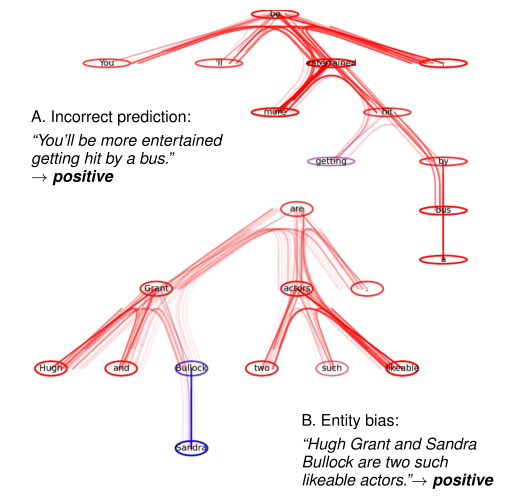 be
You 'll entertained .
more hit
A. Incorrect prediction:
“You’ll be more entertained
getting hit by a bus.”
→ positive
getting by
bus
a
are
Grant actors .
Hugh and Bullock two such likeable
Sandra
B. Entity bias:
“Hugh Grant and Sandra
Bullock are two such
likeable actors.”→ positive